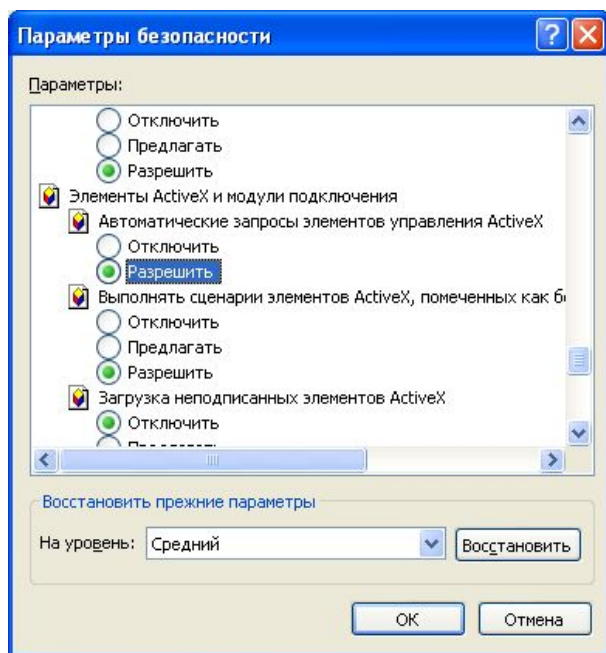 Параметры безопасности
Параметры:
Отключить
Предлагать
Разрешить
Элементы ActiveX и модули подключения
Автоматические запросы элементов управления ActiveX
Отключить
Разрешить
Выполнять сценарии элементов ActiveX, помеченных как
Отключить
Предлагать
Разрешить
Загрузка неподписанных элементов ActiveX
Отключить
Восстановить прежние параметры
На уровень: Средний Восстановить
ОК Отмена